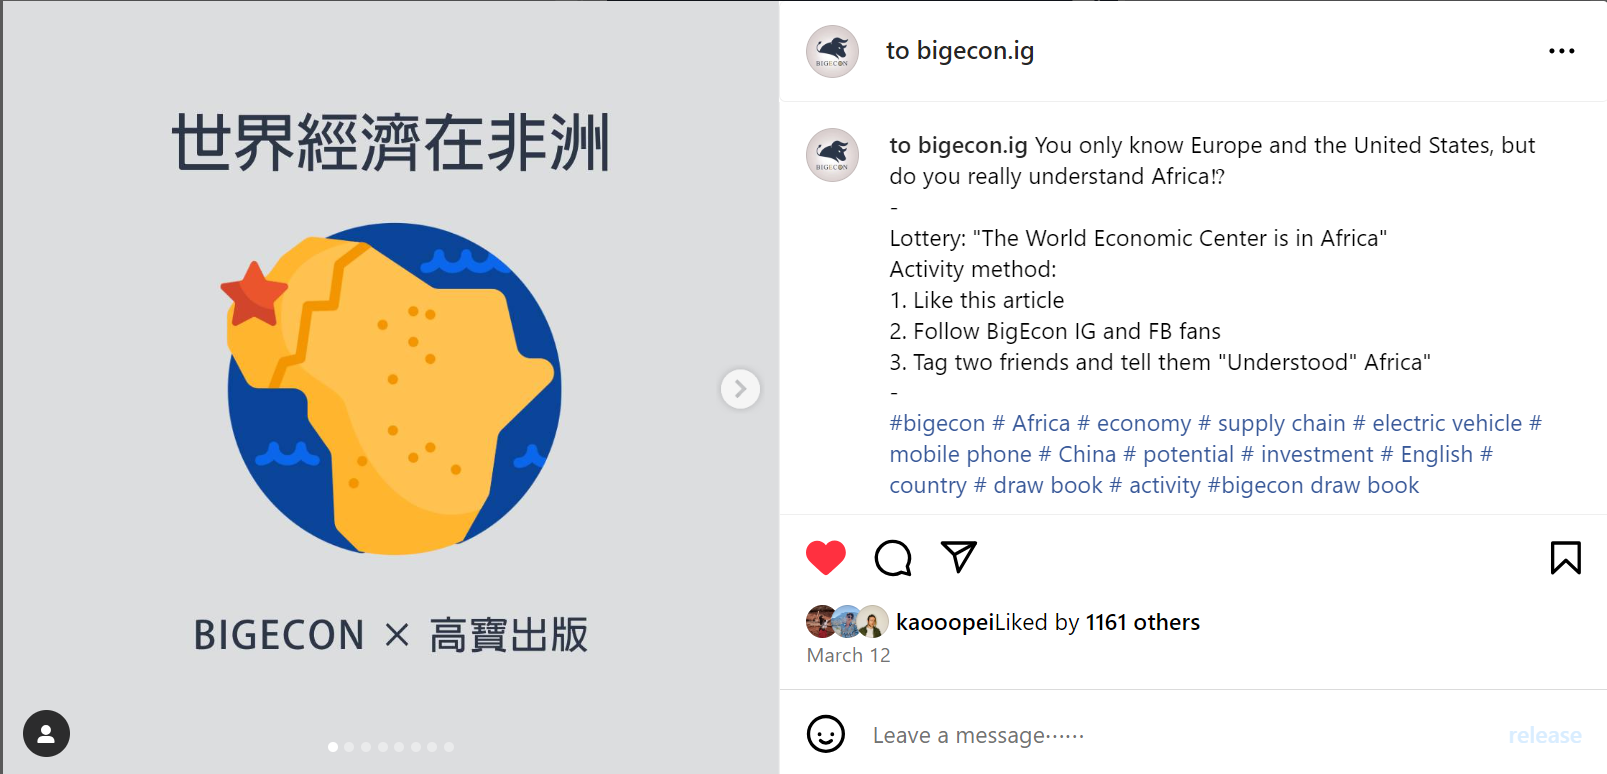 世界經濟在非洲
BIGECON × 高寶出版
BIGECON
to bigecon.ig
BIGECON
to bigecon.ig You only know Europe and the United States, but
do you really understand Africa!?
-
Lottery: "The World Economic Center is in Africa"
Activity method:
1. Like this article
2. Follow BigEcon IG and FB fans
3. Tag two friends and tell them "Understood" Africa"
-
#bigecon # Africa # economy # supply chain # electric vehicle #
mobile phone # China # potential # investment # English #
country # draw book # activity #bigecon draw book
kaooopeiLiked by 1161 others
March 12
Leave a message⋯⋯
release